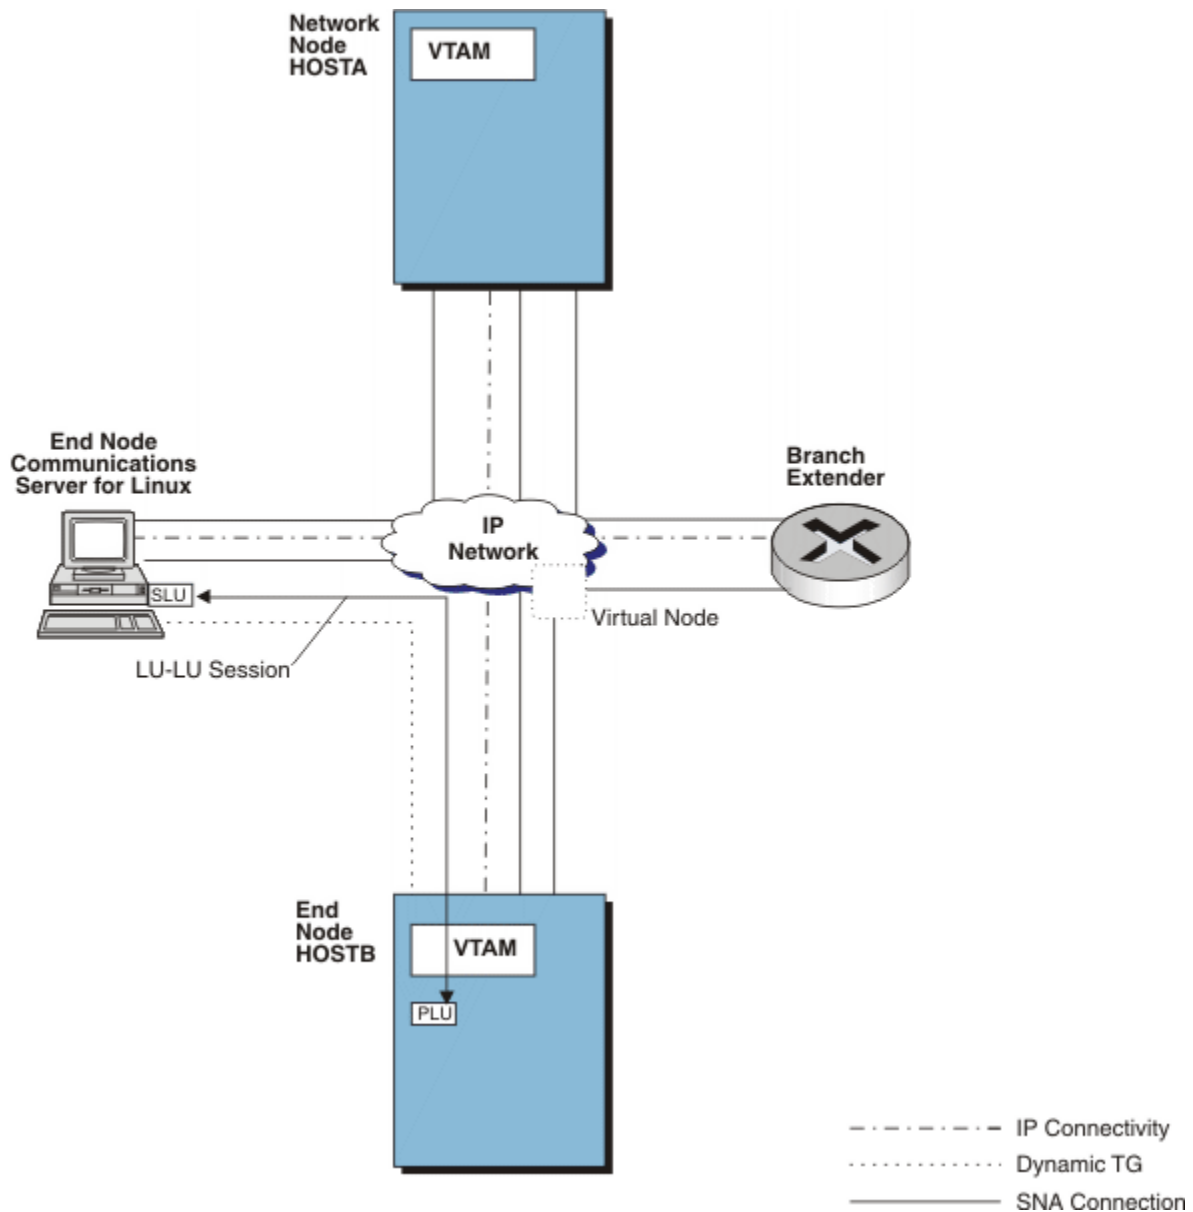 Network
Node
HOSTA
VTAM
End Node
Communications
Server for Linux
Branch
Extender
IP
Network
SLU
Virtual Node
LU-LU Session
End
Node
HOSTB
VTAM
PLU
IP Connectivity
Dynamic TG
SNA Connection